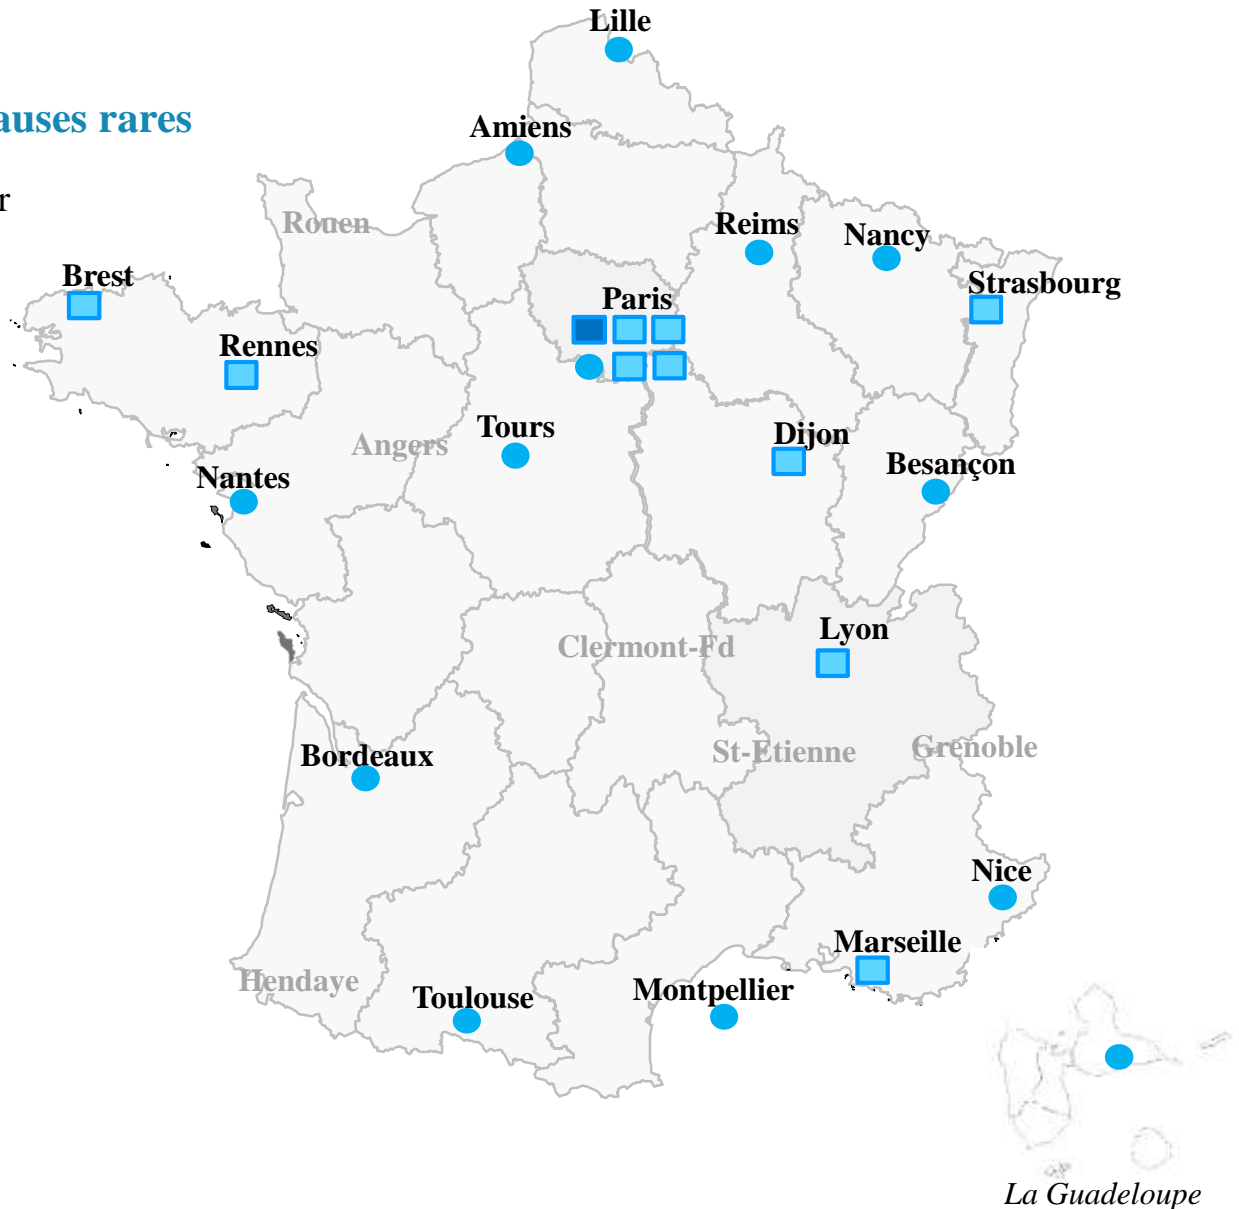 Lille
auses rares
Amiens
r
Rouen
Reims
Nancy
Brest
Strasbourg
Paris
Rennes
Tours
Dijon
Angers
Besançon
Nantes
Lyon
Clermont-Fd
St-Etienne
Grenoble
Bordeaux
Nice
Marseille
Hendaye
Toulouse
Montpellier
La Guadeloupe